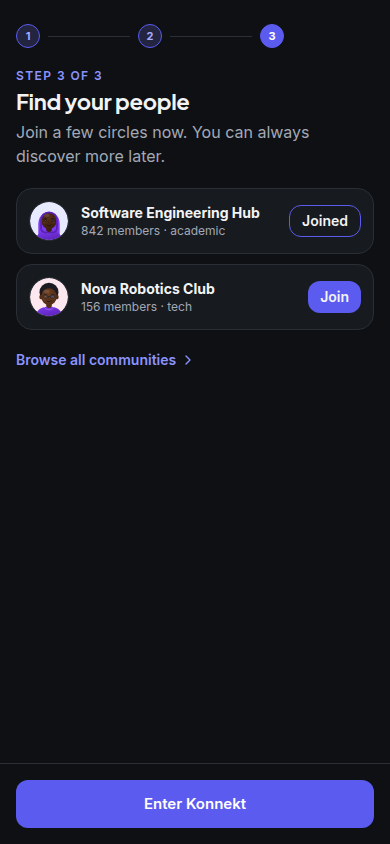 1
2
3
STEP 3 OF 3
Find your people
Join a few circles now. You can always
discover more later.
Software Engineering Hub
842 members · academic
Joined
Nova Robotics Club
156 members · tech
Join
Browse all communities
Enter Konnekt